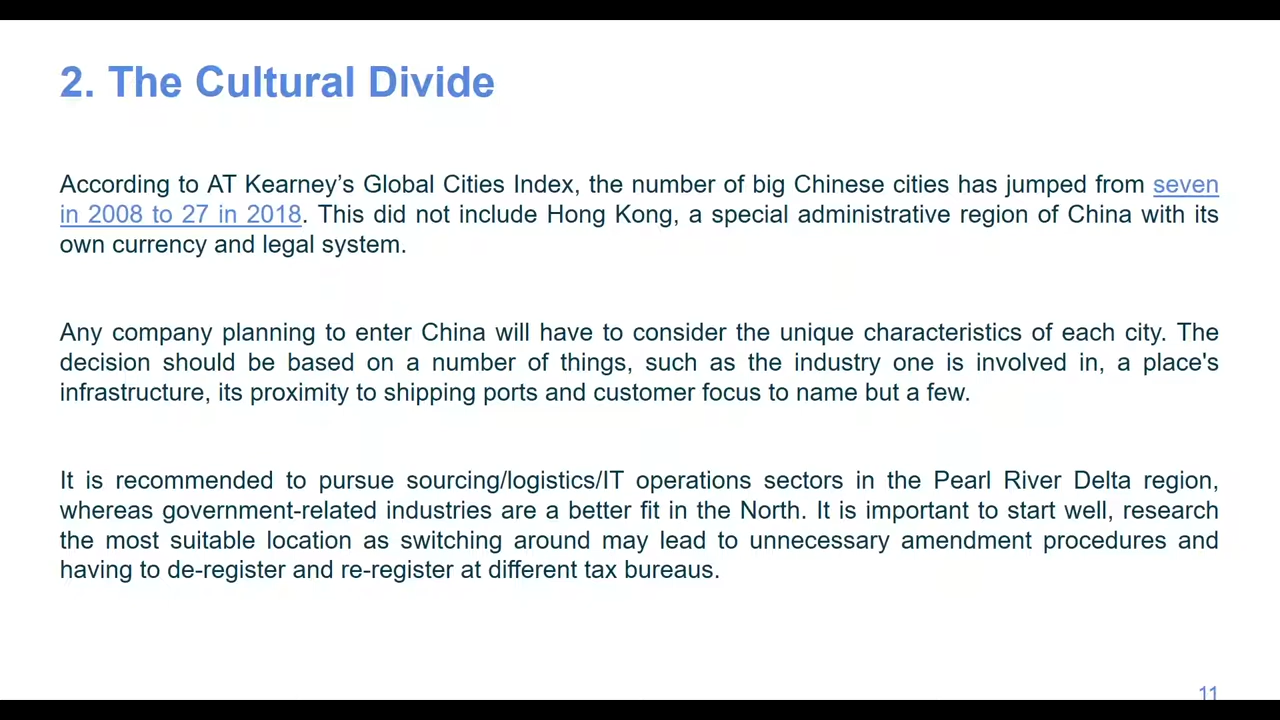 2. The Cultural Divide
According to AT Kearney’s Global Cities Index, the number of big Chinese cities has jumped from seven
in 2008 to 27 in 2018. This did not include Hong Kong, a special administrative region of China with its
own currency and legal system.
Any company planning to enter China will have to consider the unique characteristics of each city. The
decision should be based on a number of things, such as the industry one is involved in, a place's
infrastructure, its proximity to shipping ports and customer focus to name but a few.
It is recommended to pursue sourcing/logistics/IT operations sectors in the Pearl River Delta region,
whereas government-related industries are a better fit in the North. It is important to start well, research
the most suitable location as switching around may lead to unnecessary amendment procedures and
having to de-register and re-register at different tax bureaus.
11